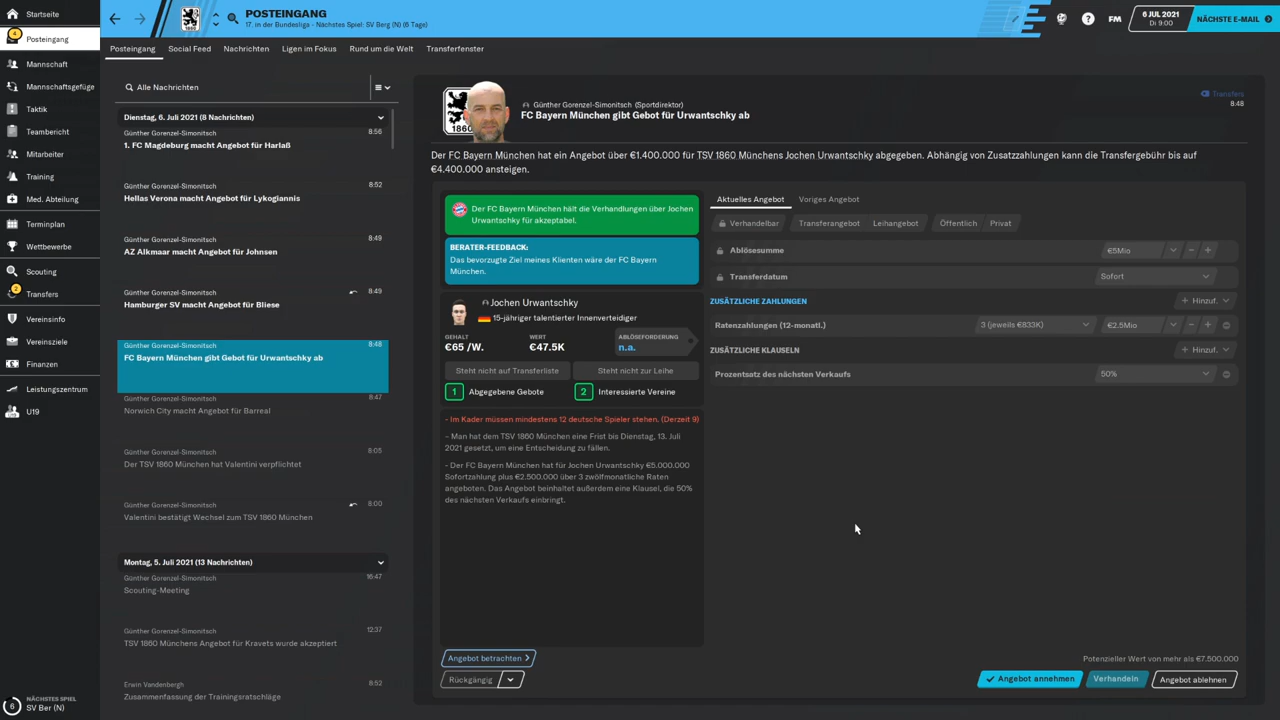 Startseite
4
Posteingang
Mannschaft
Mannschaftsgefüge
Taktik
Teambericht
Mitarbeiter
Training
Med. Abteilung
Terminplan
Wettbewerbe
Scouting
2
Transfers
Vereinsinfo
Vereinsziele
Finanzen
Leistungszentrum
U19
6
NÄCHSTES SPIEL
SV Ber (N)
POSTEINGANG
17. in der Bundesliga - Nächstes Spiel: SV Berg (N) (6 Tage)
?
FM
6 JUL 2021
Di 9:00
NÄCHSTE E-MAIL
Posteingang
Social Feed
Nachrichten
Ligen im Fokus
Rund um die Welt
Transferfenster
Alle Nachrichten
Dienstag, 6. Juli 2021 (8 Nachrichten)
Günther Gorenzel-Simonitsch 8:56
1. FC Magdeburg macht Angebot für Harlaß
Günther Gorenzel-Simonitsch 8:52
Hellas Verona macht Angebot für Lykogiannis
Günther Gorenzel-Simonitsch 8:49
AZ Alkmaar macht Angebot für Johnsen
Günther Gorenzel-Simonitsch 8:49
Hamburger SV macht Angebot für Bliese
Günther Gorenzel-Simonitsch 8:48
FC Bayern München gibt Gebot für Urwantschky ab
Günther Gorenzel-Simonitsch 8:47
Norwich City macht Angebot für Barreal
Günther Gorenzel-Simonitsch 8:05
Der TSV 1860 München hat Valentini verpflichtet
Günther Gorenzel-Simonitsch 8:00
Valentini bestätigt Wechsel zum TSV 1860 München
Montag, 5. Juli 2021 (13 Nachrichten)
Günther Gorenzel-Simonitsch 16:47
Scouting-Meeting
Günther Gorenzel-Simonitsch 12:37
TSV 1860 Münchens Angebot für Kravets wurde akzeptiert
Erwin Vandenbergh 8:52
Zusammenfassung der Trainingsratschläge
1860
Günther Gorenzel-Simonitsch (Sportdirektor)
FC Bayern München gibt Gebot für Urwantschky ab
Transfers
8:48
Der FC Bayern München hat ein Angebot über €1.400.000 für TSV 1860 Münchens Jochen Urwantschky abgegeben. Abhängig von Zusatzzahlungen kann die Transfergebühr bis auf
€4.400.000 ansteigen.
Der FC Bayern München hält die Verhandlungen über Jochen
Urwantschky für akzeptabel.
BERATER-FEEDBACK:
Das bevorzugte Ziel meines Klienten wäre der FC Bayern
München.
Jochen Urwantschky
15-jähriger talentierter Innenverteidiger
GEHALT
€65 /W.
WERT
€47.5K
ABLÖSEFORDERUNG
n.a.
Steht nicht auf Transferliste
Steht nicht zur Leihe
1 Abgegebene Gebote
2 Interessierte Vereine
- Im Kader müssen mindestens 12 deutsche Spieler stehen. (Derzeit 9)
- Man hat dem TSV 1860 München eine Frist bis Dienstag, 13. Juli
2021 gesetzt, um eine Entscheidung zu fällen.
- Der FC Bayern München hat für Jochen Urwantschky €5.000.000
Sofortzahlung plus €2.500.000 über 3 zwölfmonatliche Raten
angeboten. Das Angebot beinhaltet außerdem eine Klausel, die 50%
des nächsten Verkaufs einbringt.
Angebot betrachten
Rückgängig
Aktuelles Angebot
Voriges Angebot
Verhandelbar
Transferangebot
Leihangebot
Öffentlich
Privat
Ablösesumme €5Mio
Transferdatum Sofort
ZUSÄTZLICHE ZAHLUNGEN + Hinzuf.
Ratenzahlungen (12-monatl.) 3 (jeweils €833K) €2.5Mio
ZUSÄTZLICHE KLAUSELN + Hinzuf.
Prozentsatz des nächsten Verkaufs 50%
Potenzieller Wert von mehr als €7.500.000
Angebot annehmen
Verhandeln
Angebot ablehnen